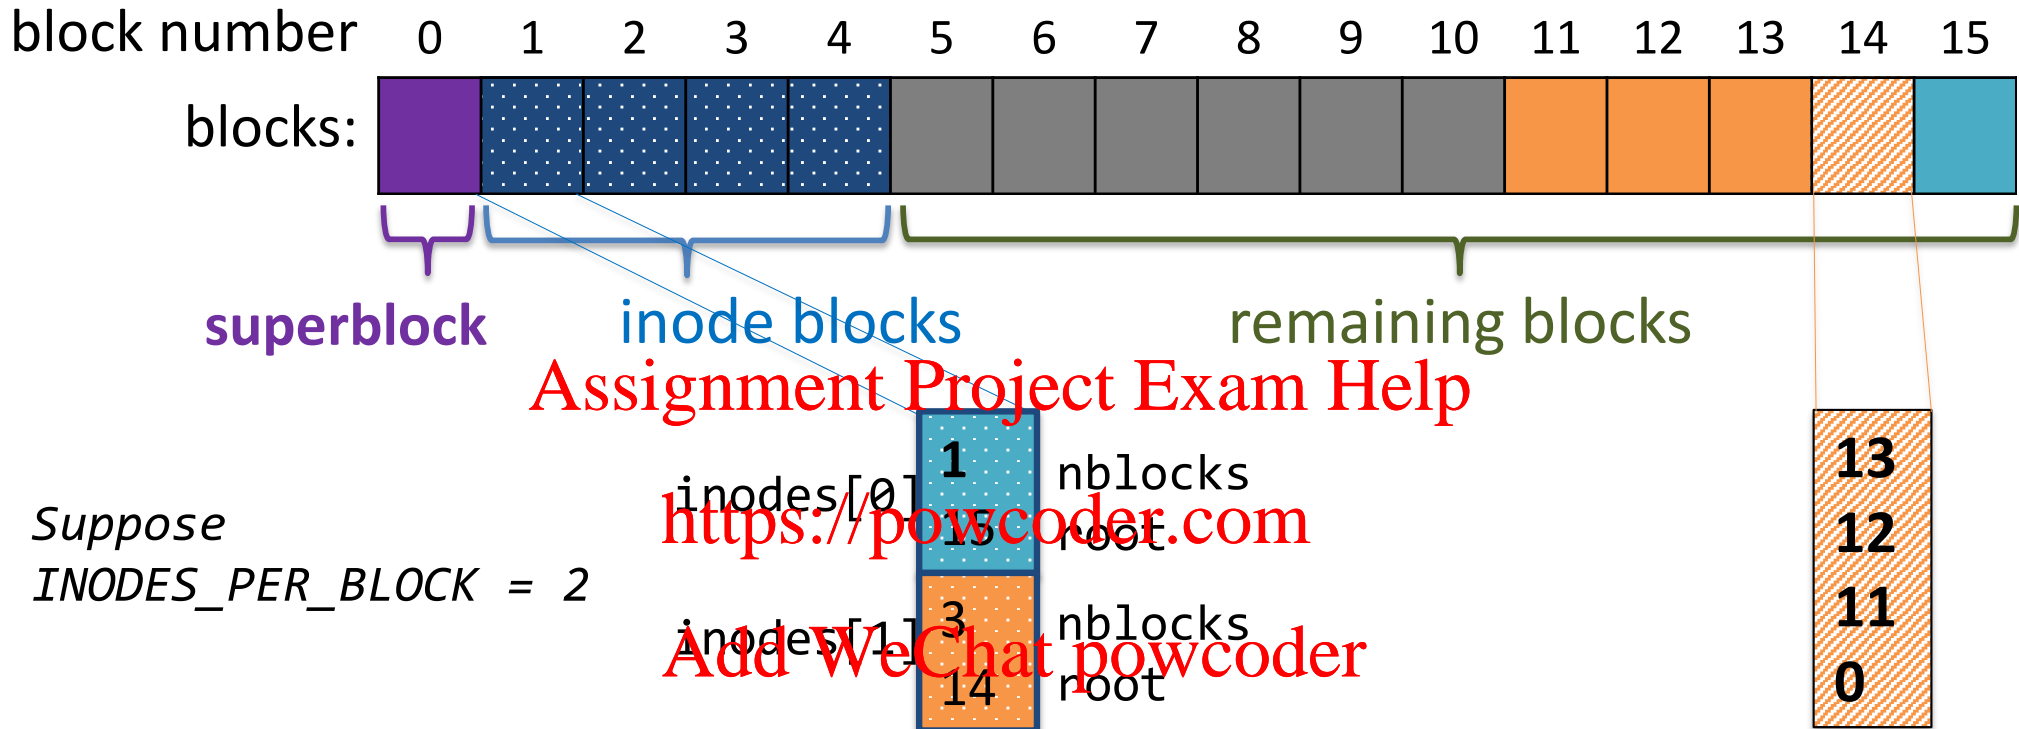 block number 0 1 2 3 4 5 6 7 8 9 10 11 12 13 14 15
blocks:
superblock inode blocks remaining blocks
Assignment Project Exam Help
inodes[0] 1 nblocks 13
https://powcoder.com
15 root 12
Suppose
INODES_PER_BLOCK = 2
inodes[1] 3 nblocks 11
Add WeChat powcoder
14 root 0